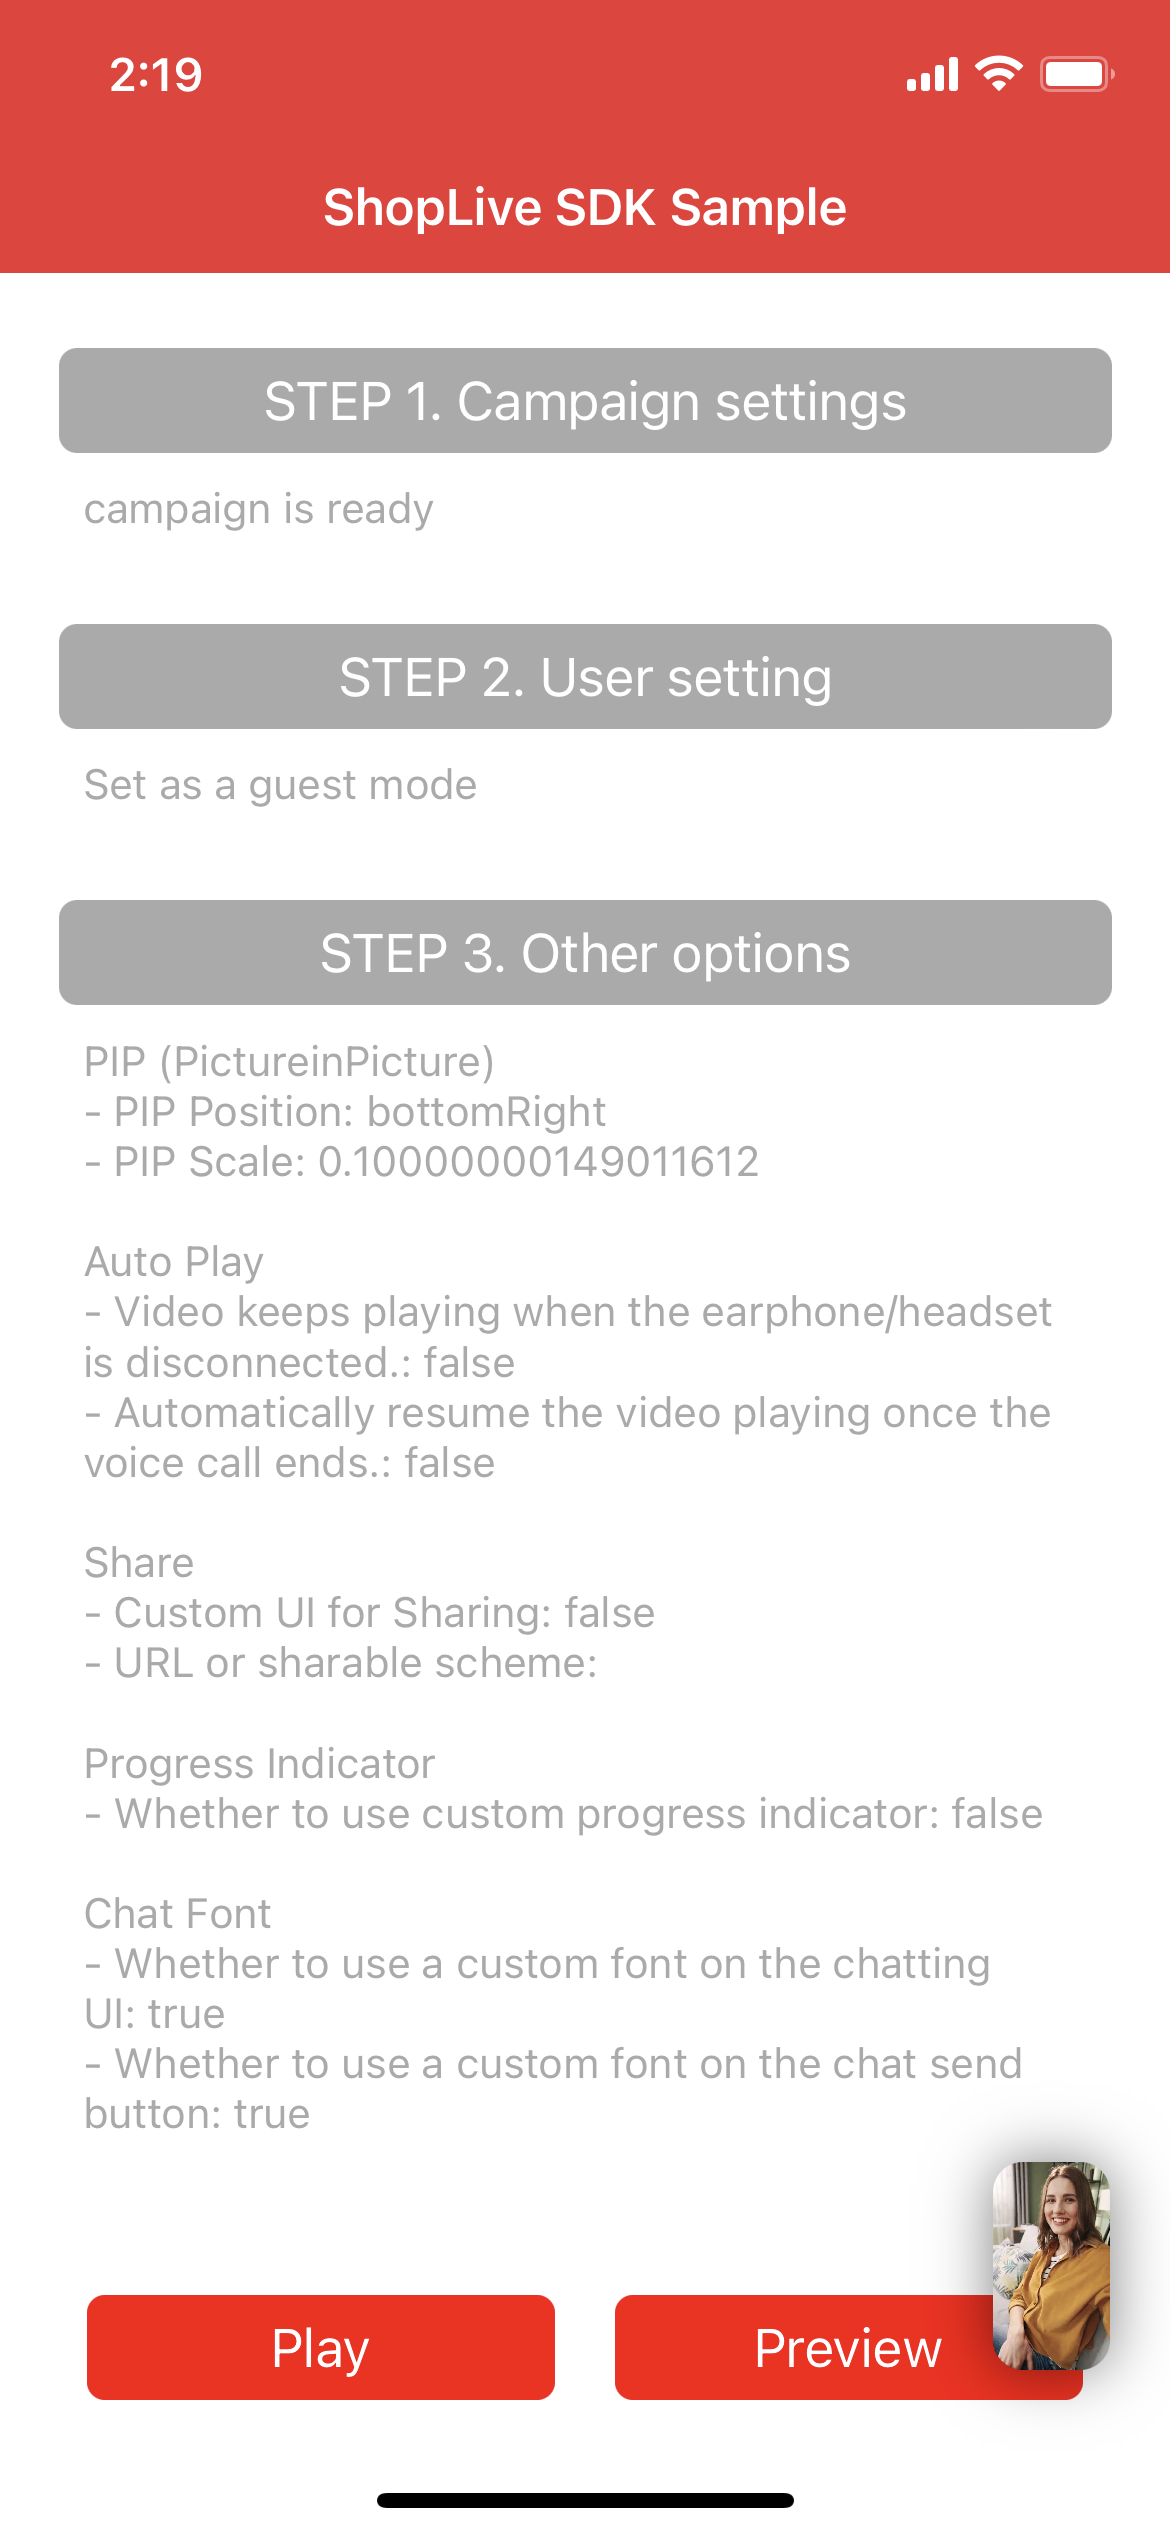 2:19
ShopLive SDK Sample
STEP 1. Campaign settings
campaign is ready
STEP 2. User setting
Set as a guest mode
STEP 3. Other options
PIP (PictureinPicture)
- PIP Position: bottomRight
- PIP Scale: 0.10000000149011612
Auto Play
- Video keeps playing when the earphone/headset
is disconnected.: false
- Automatically resume the video playing once the
voice call ends.: false
Share
- Custom UI for Sharing: false
- URL or sharable scheme:
Progress Indicator
- Whether to use custom progress indicator: false
Chat Font
- Whether to use a custom font on the chatting
UI: true
- Whether to use a custom font on the chat send
button: true
Play
Preview